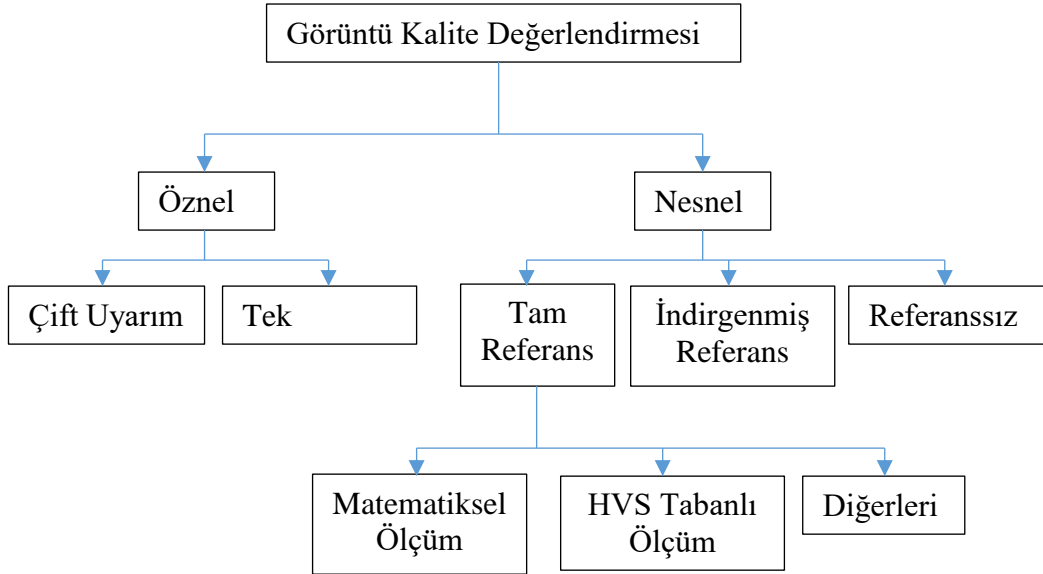 Görüntü Kalite Değerlendirmesi
Öznel
Nesnel
Çift Uyarım
Tek
Tam
Referans
İndirgenmiş
Referans
Referanssız
Matematiksel
Ölçüm
HVS Tabanlı
Ölçüm
Diğerleri